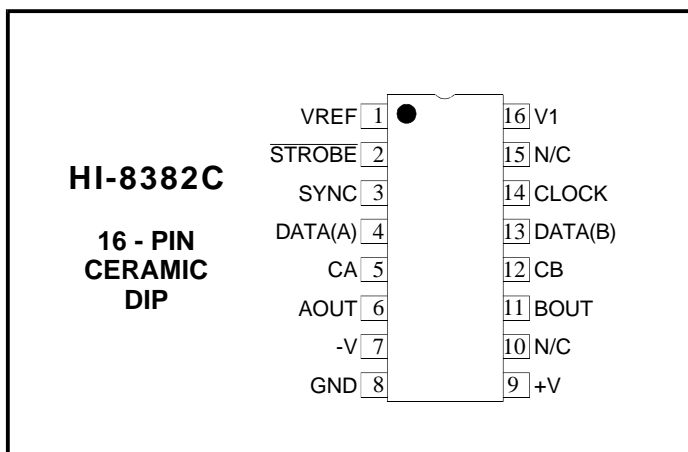 HI-8382C
16 - PIN
CERAMIC
DIP
VREF 1
STROBE 2
SYNC 3
DATA(A) 4
CA 5
AOUT 6
-V 7
GND 8
16 V1
15 N/C
14 CLOCK
13 DATA(B)
12 CB
11 BOUT
10 N/C
9 +V